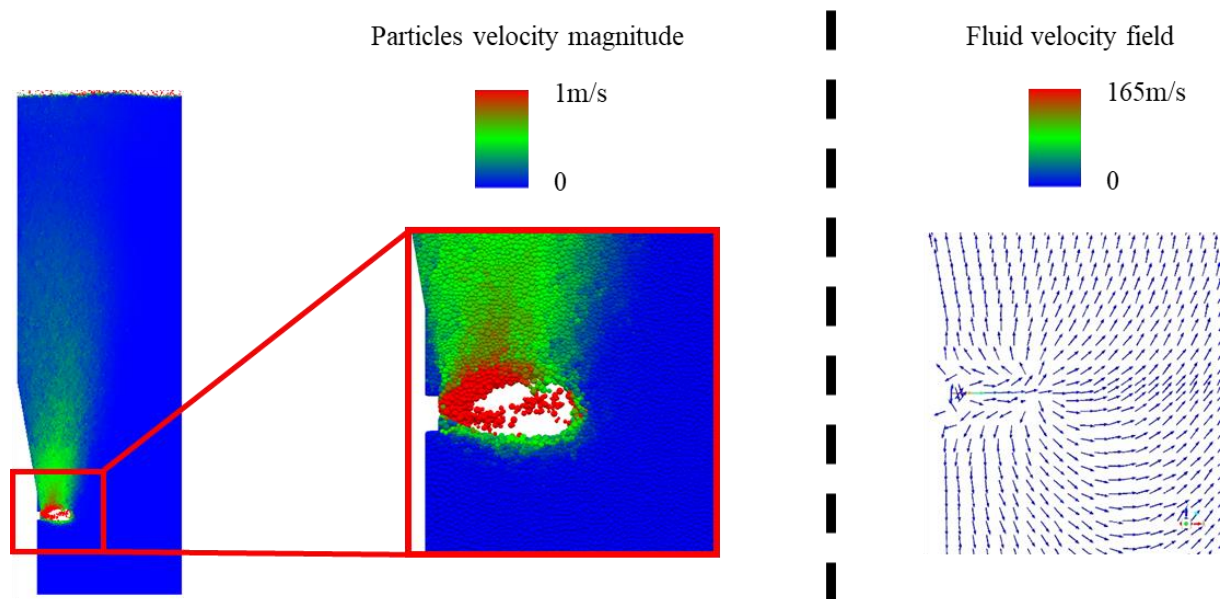 Particles velocity magnitude
1m/s
0
Fluid velocity field
165m/s
0